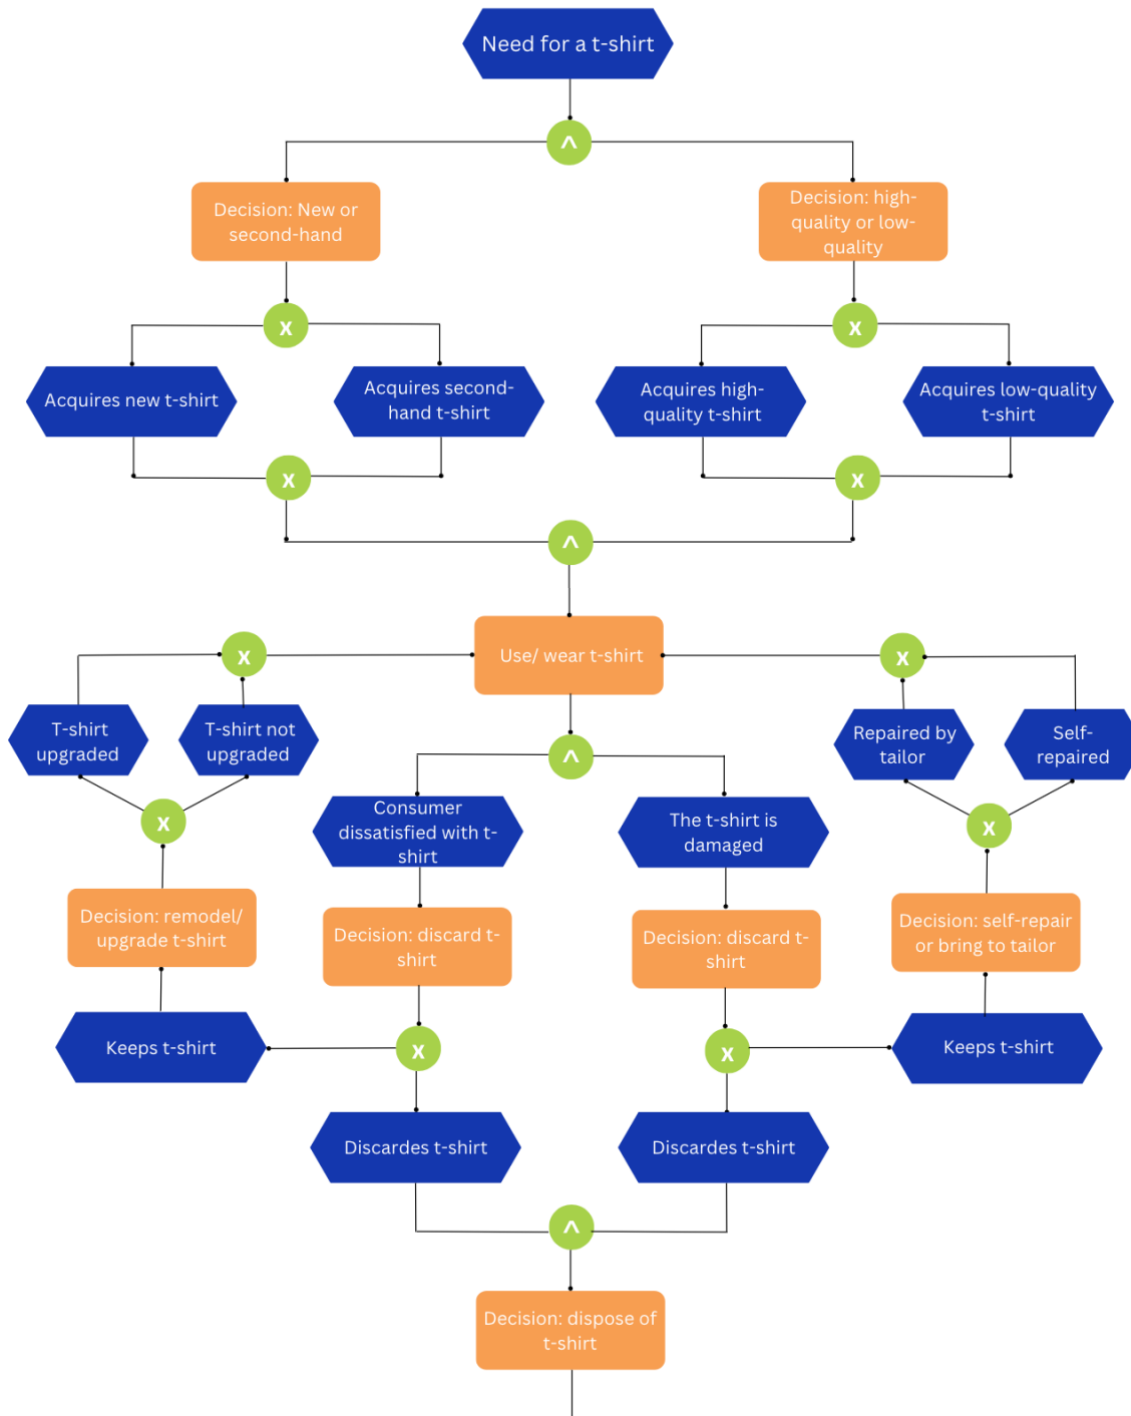 Need for a t-shirt
^
Decision: New or
second-hand
Decision: high-
quality or low-
quality
x
x
Acquires new t-shirt
Acquires second-
hand t-shirt
Acquires high-
quality t-shirt
Acquires low-quality
t-shirt
x
x
^
Use/ wear t-shirt
x
x
T-shirt
upgraded
T-shirt not
upgraded
Repaired by
tailor
Self-
repaired
^
Consumer
dissatisfied with t-
shirt
The t-shirt is
damaged
x
x
Decision: remodel/
upgrade t-shirt
Decision: discard t-
shirt
Decision: discard t-
shirt
Decision: self-repair
or bring to tailor
Keeps t-shirt
x
x
Keeps t-shirt
Discardes t-shirt
Discardes t-shirt
^
Decision: dispose of
t-shirt